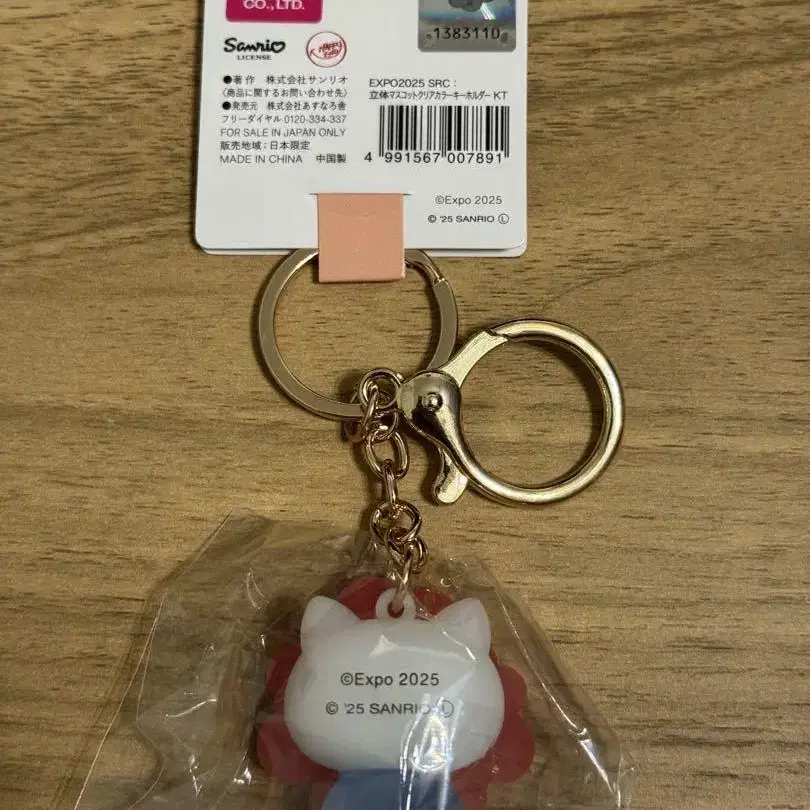 CO.,LTD.
1383110
Sanrio
LICENSE
●著作 株式会社サンリオ
〈商品に関するお問い合わせ先〉
●発売元 株式会社あすなろ舎
フリーダイヤル 0120-334-337
FOR SALE IN JAPAN ONLY
販売地域:日本限定
MADE IN CHINA 中国製
EXPO2025 SRC:
立体マスコットクリアカラーキーホルダー KT
4 991567 007891
©Expo 2025
© '25 SANRIO Ⓛ
©Expo 2025
© '25 SANRIO Ⓛ